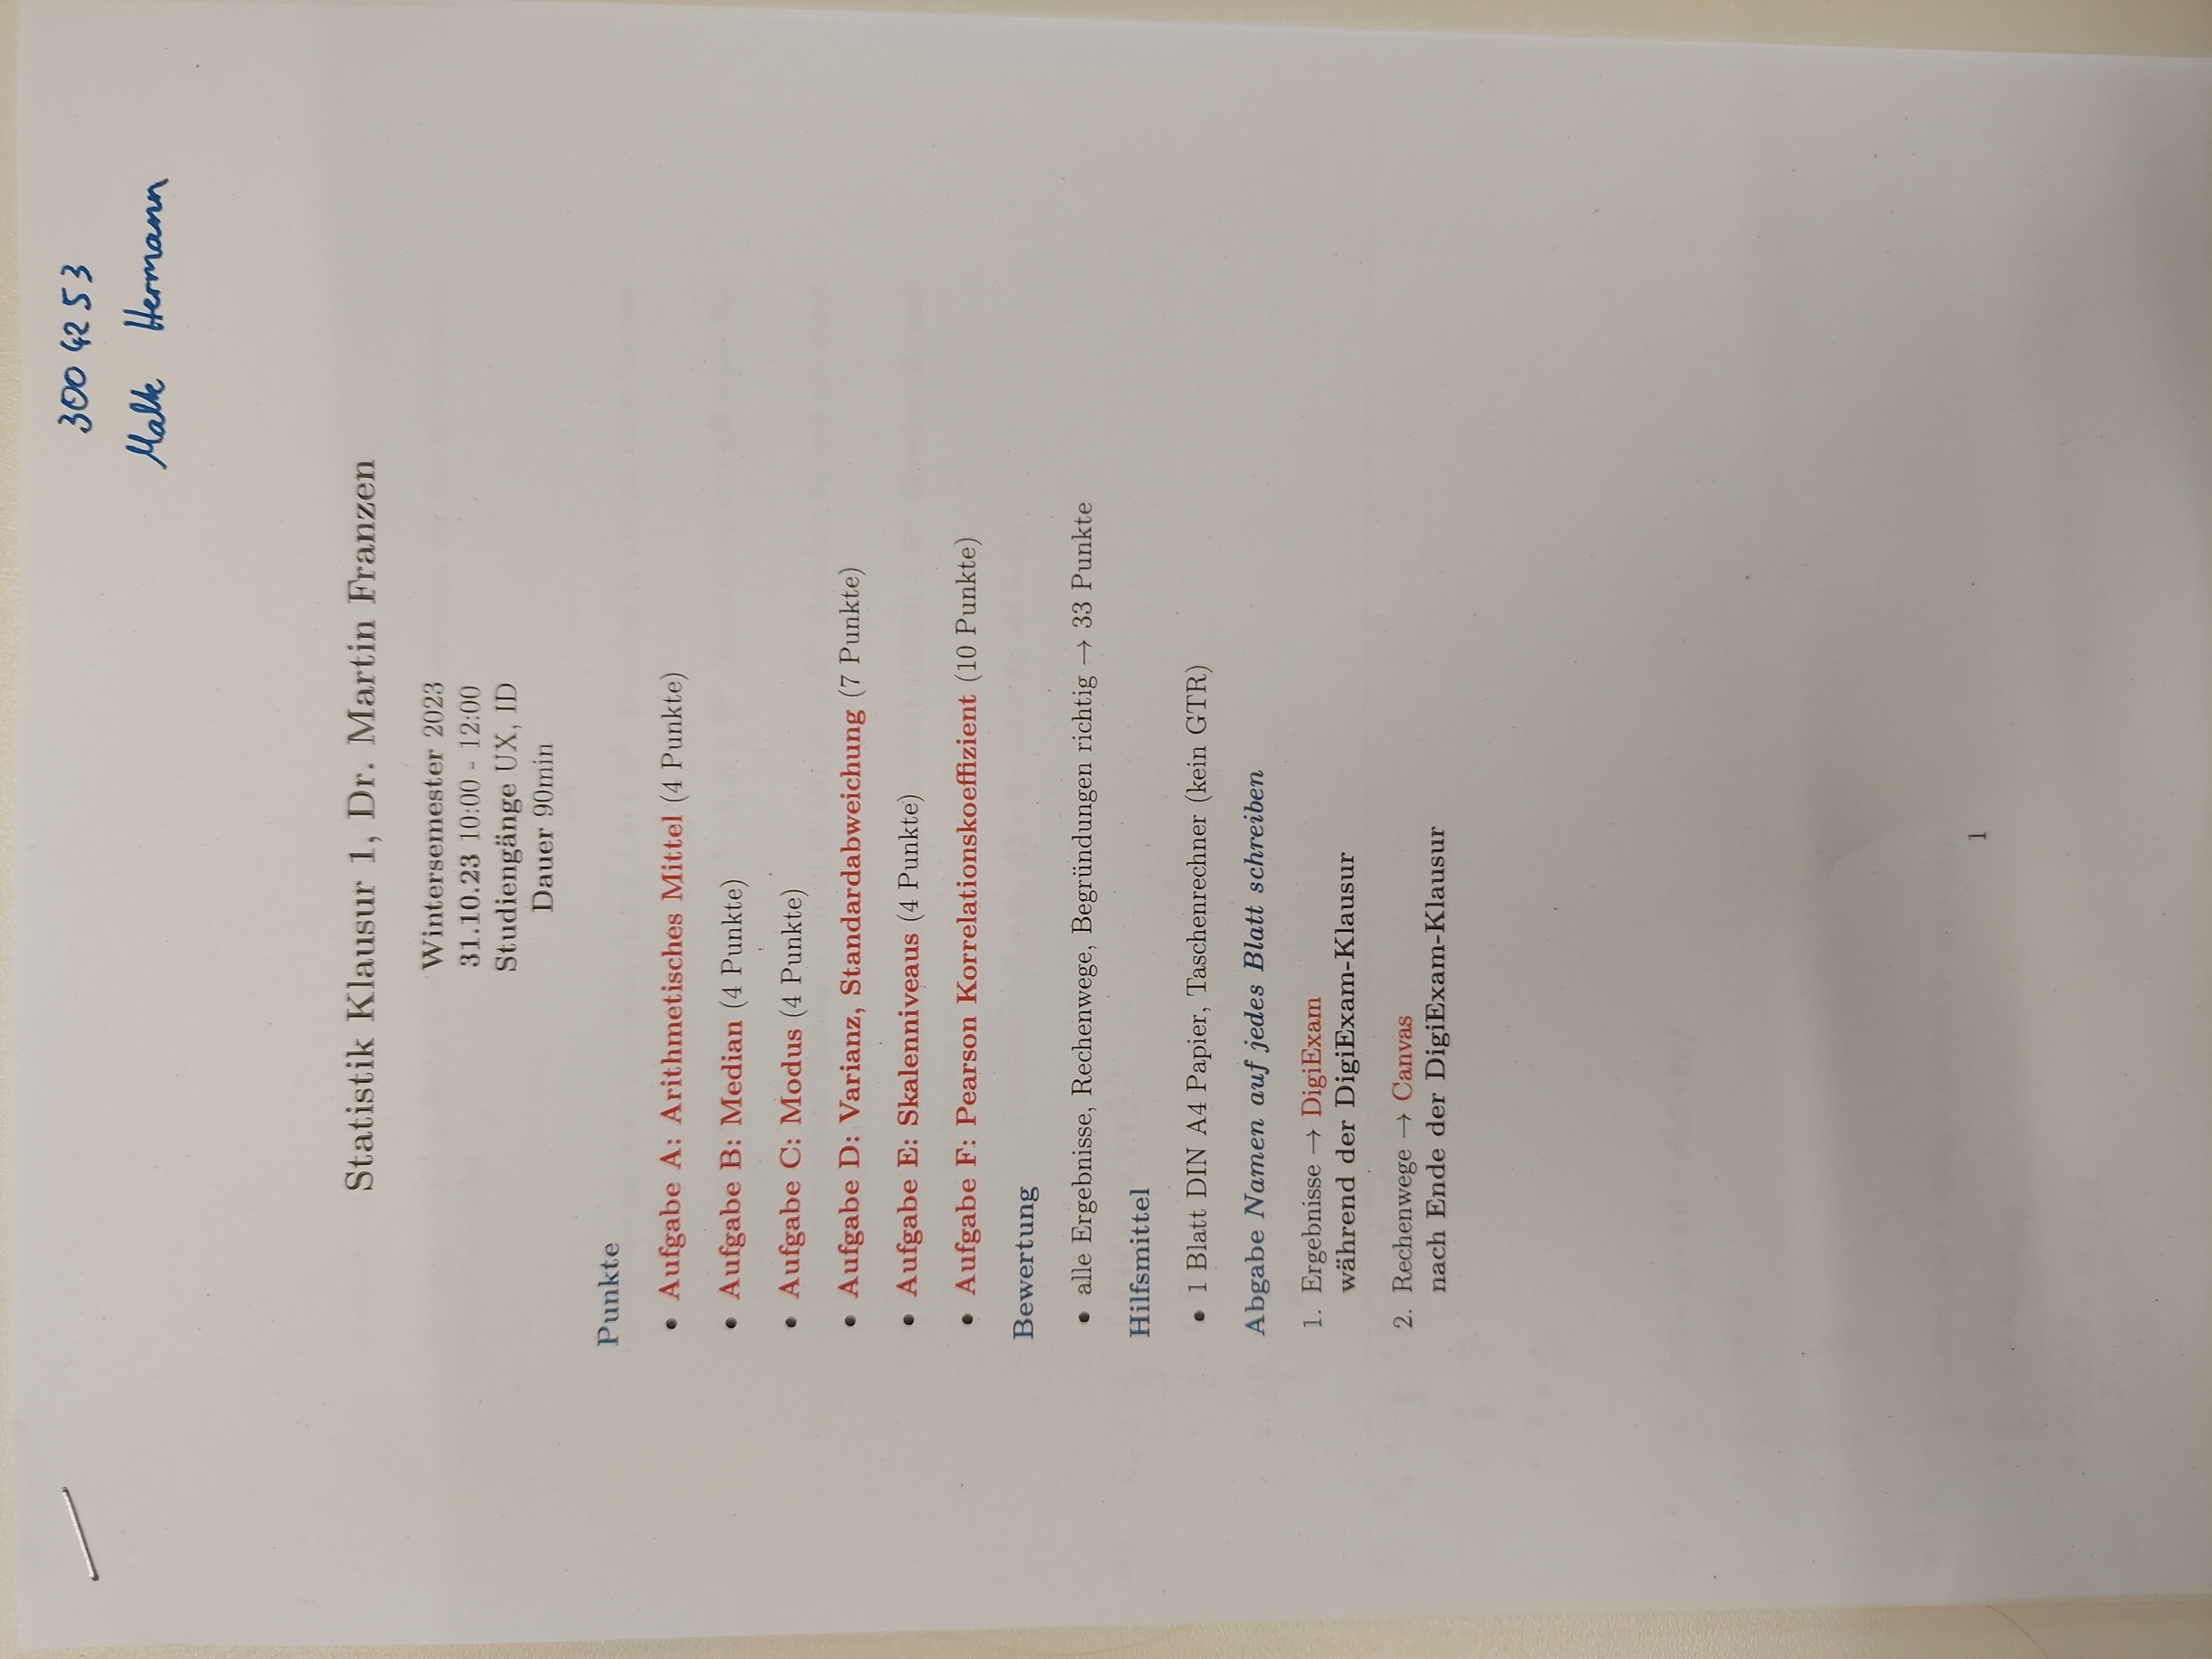 300 42 53
Malte Hermann
Statistik Klausur 1, Dr. Martin Franzen
Wintersemester 2023
31.10.23 10:00 - 12:00
Studiengänge UX, ID
Dauer 90min
Punkte
• Aufgabe A: Arithmetisches Mittel (4 Punkte)
• Aufgabe B: Median (4 Punkte)
• Aufgabe C: Modus (4 Punkte)
• Aufgabe D: Varianz, Standardabweichung (7 Punkte)
• Aufgabe E: Skalenniveaus (4 Punkte)
• Aufgabe F: Pearson Korrelationskoeffizient (10 Punkte)
Bewertung
• alle Ergebnisse, Rechenwege, Begründungen richtig → 33 Punkte
Hilfsmittel
• 1 Blatt DIN A4 Papier, Taschenrechner (kein GTR)
Abgabe Namen auf jedes Blatt schreiben
1. Ergebnisse → DigiExam
während der DigiExam-Klausur
2. Rechenwege → Canvas
nach Ende der DigiExam-Klausur
1